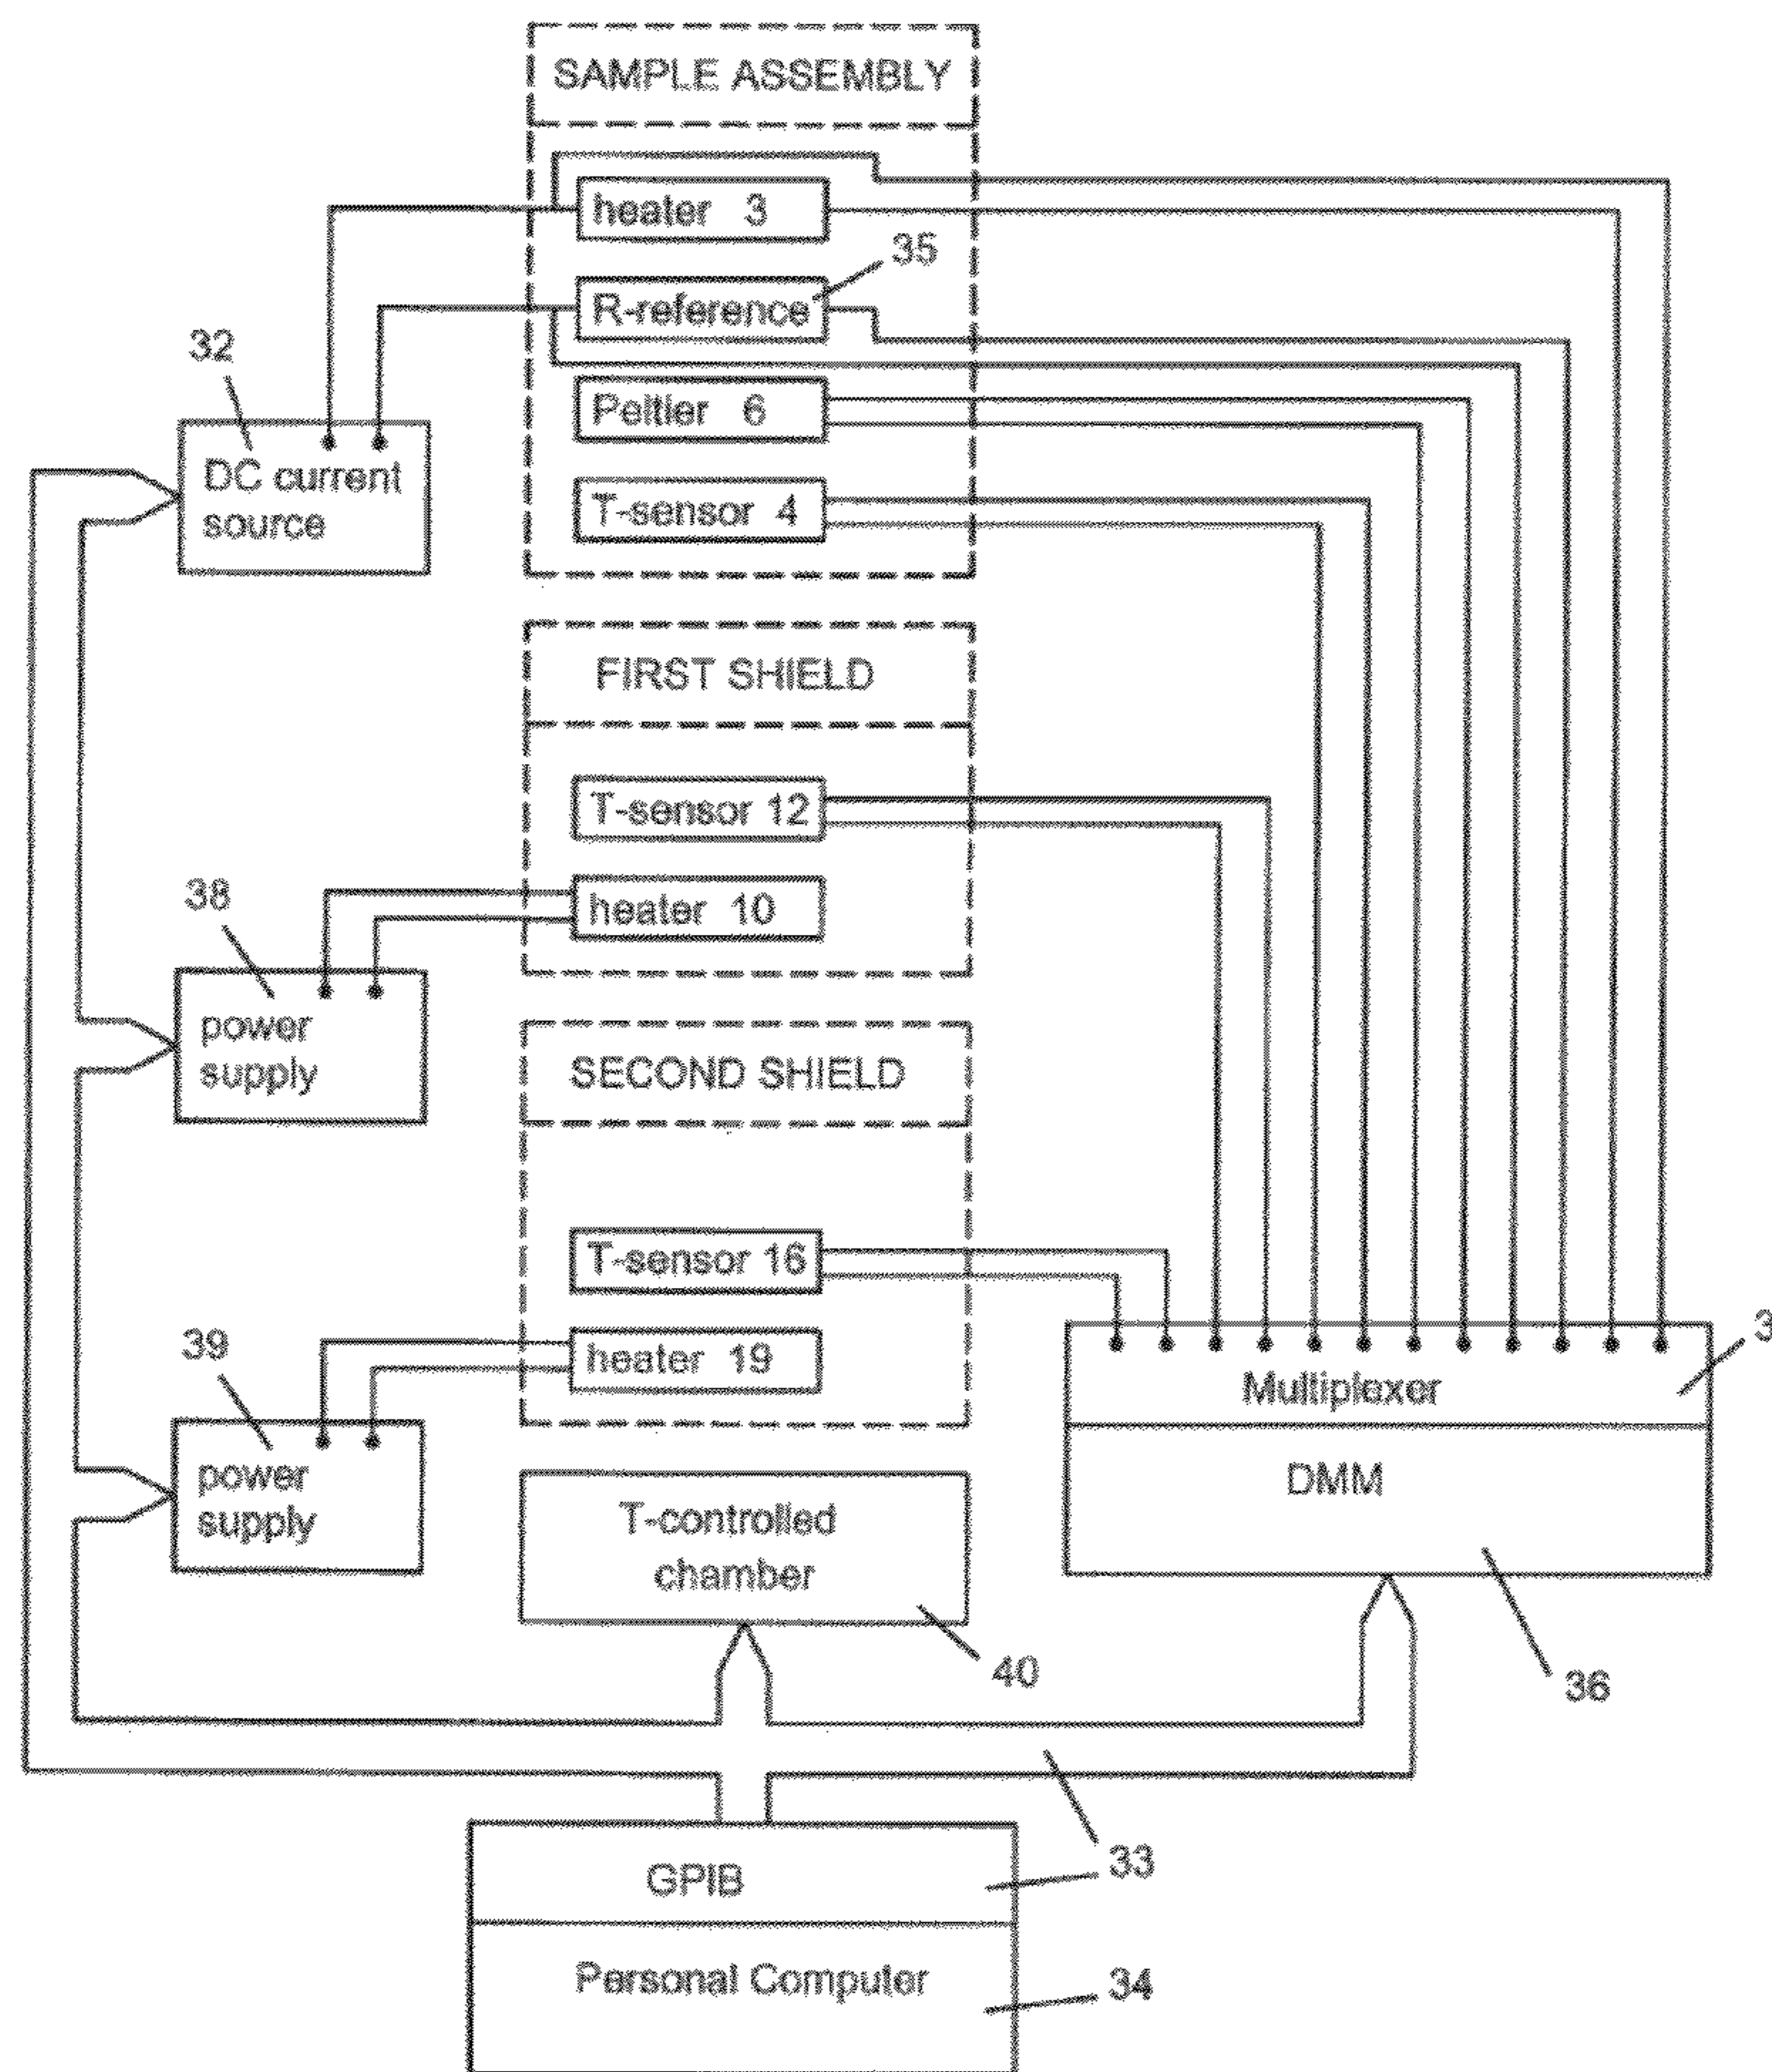 SAMPLE ASSEMBLY
heater 3
35
R-reference
32
Peltier 6
DC current
source
T-sensor 4
FIRST SHIELD
T-sensor 12
38
heater 10
power
supply
SECOND SHIELD
T-sensor 16
39
heater 19
3
Multiplexer
power
supply
DMM
T-controlled
chamber
40
36
33
GPIB
Personal Computer
34